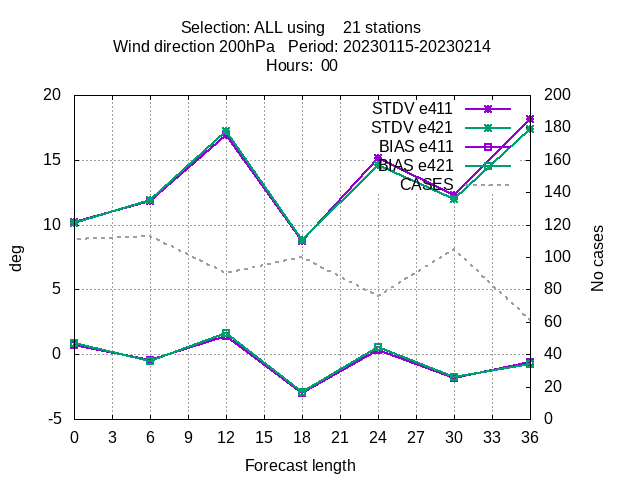 Selection: ALL using 21 stations
Wind direction 200hPa Period: 20230115-20230214
Hours: 00
STDV e411
STDV e421
BIAS e411
BIAS e421
CASES
20
15
10
5
0
-5
deg
200
180
160
140
120
100
80
60
40
20
0
No cases
0 3 6 9 12 15 18 21 24 27 30 33 36
Forecast length